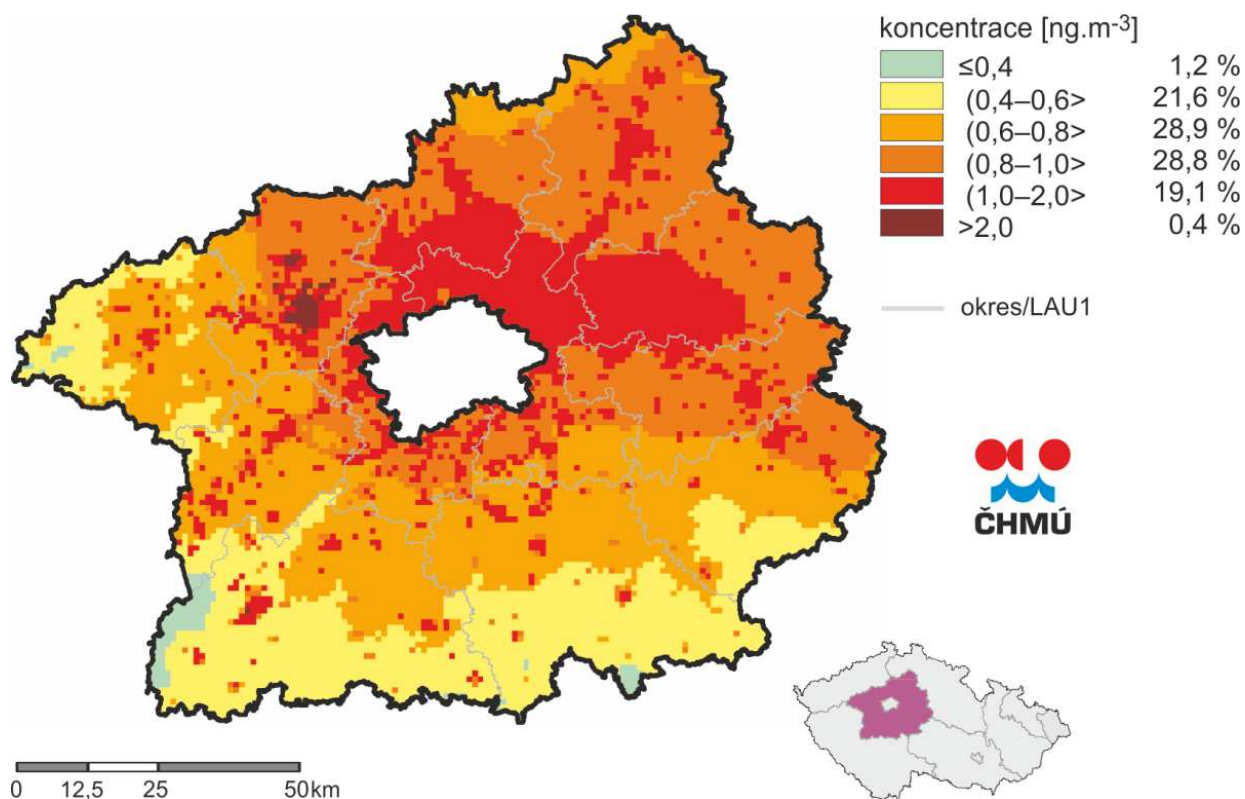 koncentrace [ng.m-3]
≤0,4 1,2 %
(0,4–0,6> 21,6 %
(0,6–0,8> 28,9 %
(0,8–1,0> 28,8 %
(1,0–2,0> 19,1 %
>2,0 0,4 %
okres/LAU1
ČHMÚ
0 12,5 25 50km